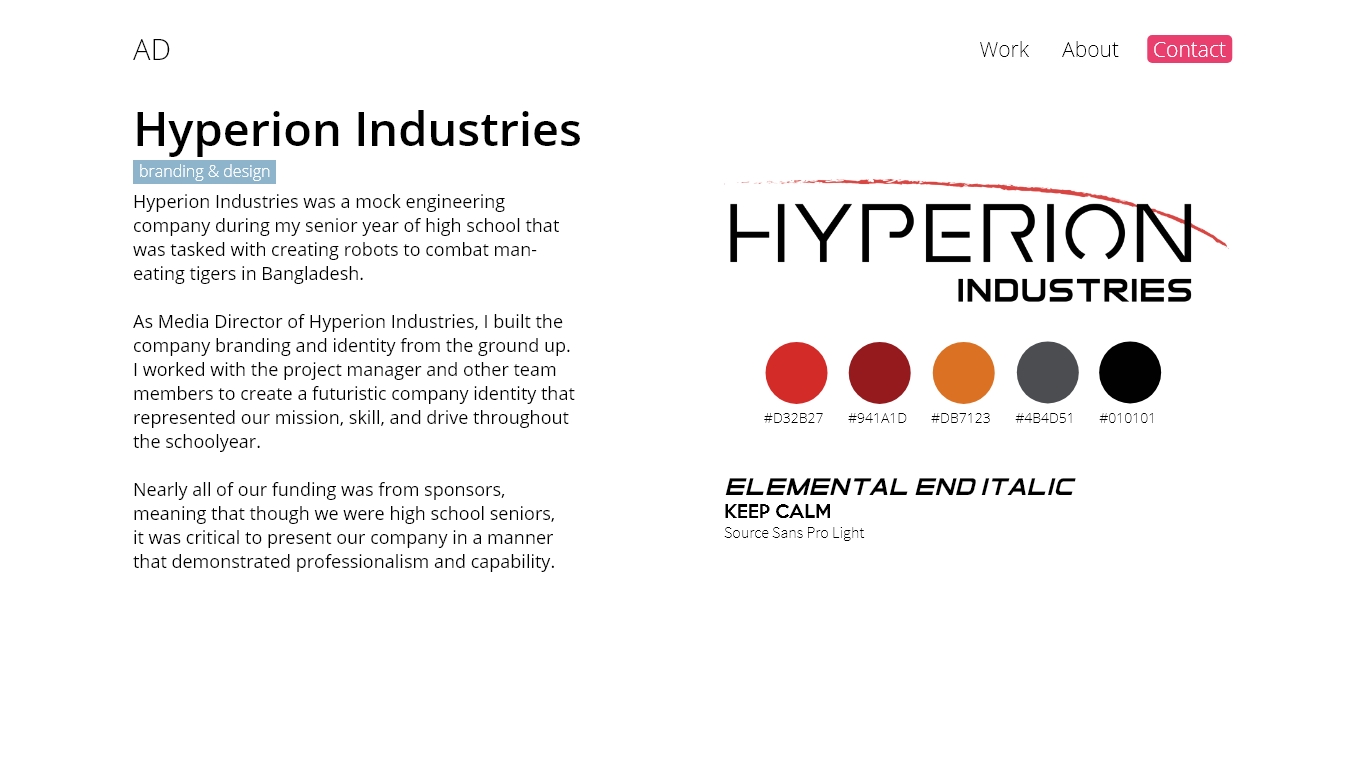 AD
Work About Contact
Hyperion Industries
branding & design
Hyperion Industries was a mock engineering
company during my senior year of high school that
was tasked with creating robots to combat man-
eating tigers in Bangladesh.
As Media Director of Hyperion Industries, I built the
company branding and identity from the ground up.
I worked with the project manager and other team
members to create a futuristic company identity that
represented our mission, skill, and drive throughout
the schoolyear.
Nearly all of our funding was from sponsors,
meaning that though we were high school seniors,
it was critical to present our company in a manner
that demonstrated professionalism and capability.
HYPERION
INDUSTRIES
#D32B27 #941A1D #DB7123 #4B4D51 #010101
ELEMENTAL END ITALIC
KEEP CALM
Source Sans Pro Light